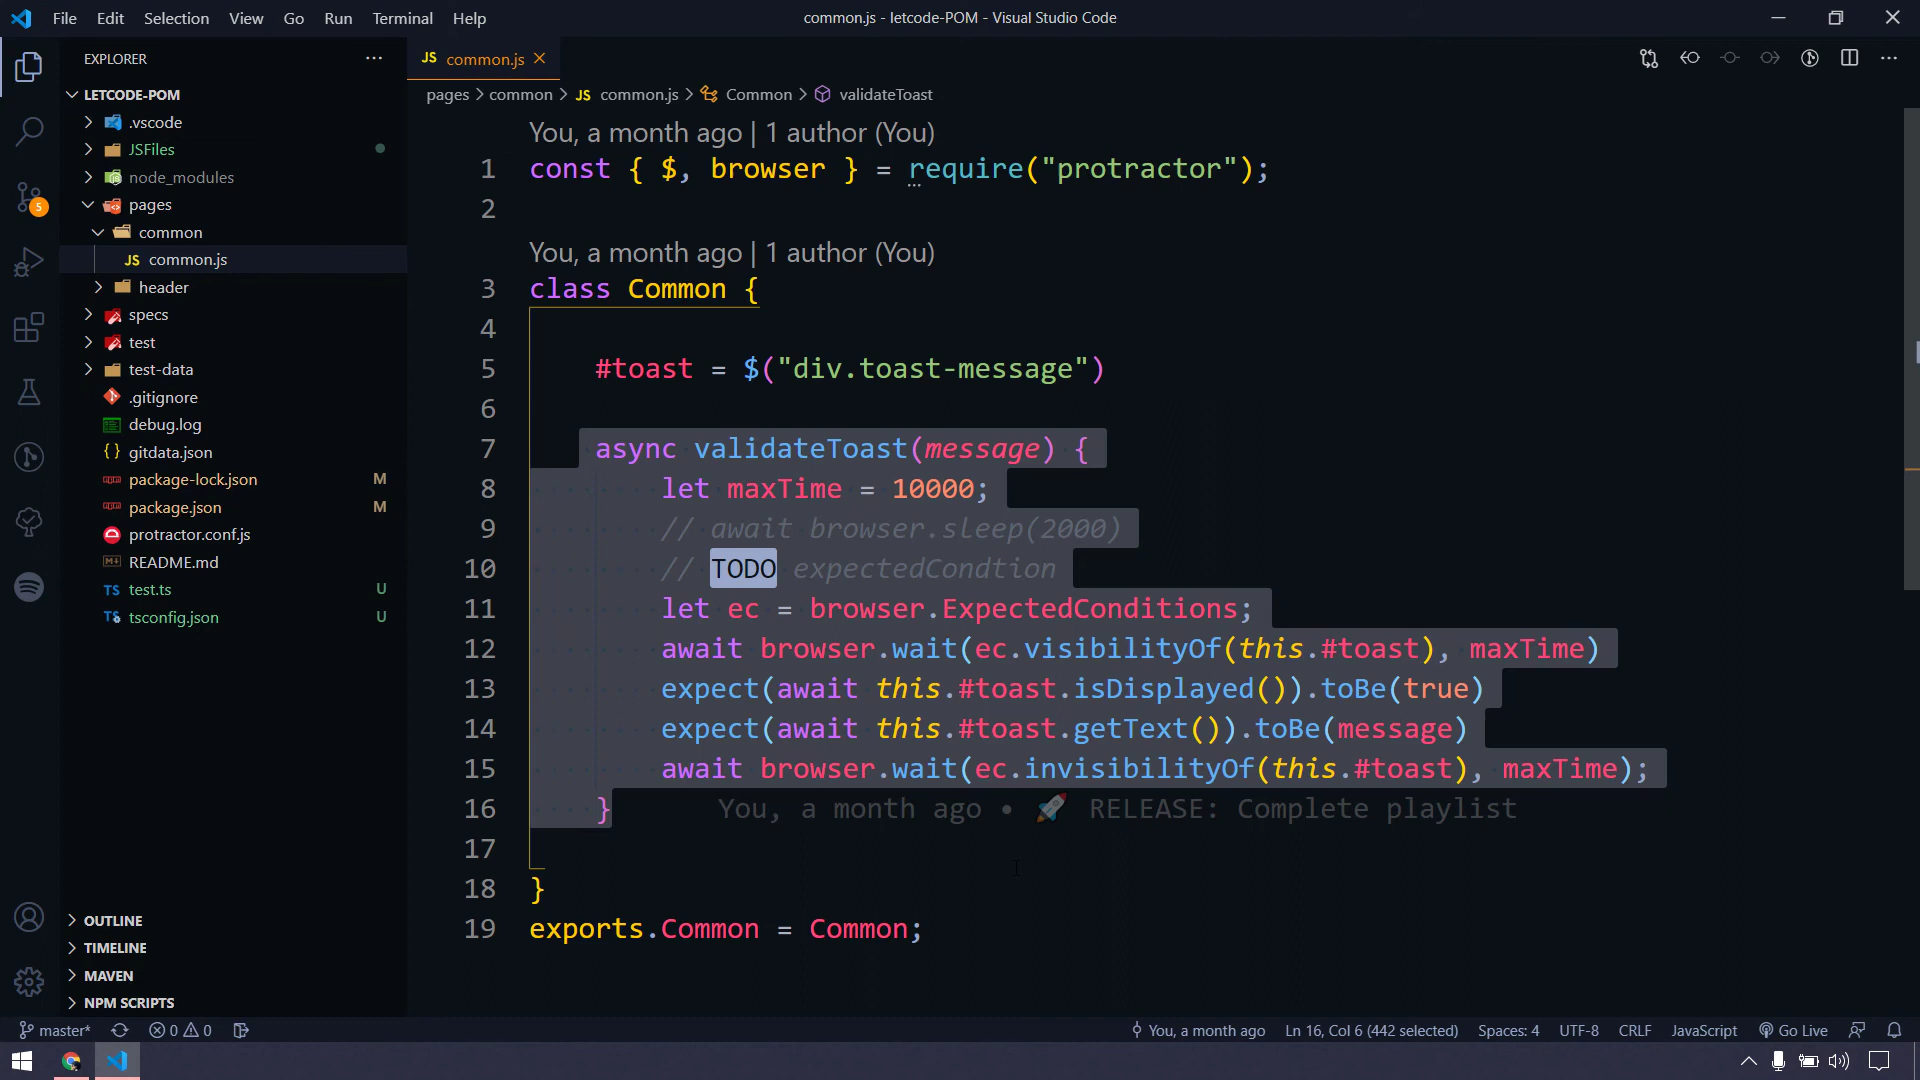 File Edit Selection View Go Run Terminal Help
common.js - letcode-POM - Visual Studio Code
EXPLORER
LETCODE-POM
.vscode
JSFiles
node_modules
pages
common
JS common.js
header
specs
test
test-data
.gitignore
debug.log
{ } gitdata.json
package-lock.json M
package.json M
protractor.conf.js
README.md
TS test.ts U
TS tsconfig.json U
OUTLINE
TIMELINE
MAVEN
NPM SCRIPTS
5
JS common.js
pages > common > JS common.js > Common > validateToast
You, a month ago | 1 author (You)
1 const { $, browser } = require("protractor");
2
You, a month ago | 1 author (You)
3 class Common {
4
5 #toast = $("div.toast-message")
6
7 async validateToast(message) {
8 let maxTime = 10000;
9 // await browser.sleep(2000)
10 // TODO expectedCondtion
11 let ec = browser.ExpectedConditions;
12 await browser.wait(ec.visibilityOf(this.#toast), maxTime)
13 expect(await this.#toast.isDisplayed()).toBe(true)
14 expect(await this.#toast.getText()).toBe(message)
15 await browser.wait(ec.invisibilityOf(this.#toast), maxTime);
16 } You, a month ago • 🚀 RELEASE: Complete playlist
17
18 }
19 exports.Common = Common;
master* 0 0 You, a month ago Ln 16, Col 6 (442 selected) Spaces: 4 UTF-8 CRLF JavaScript Go Live